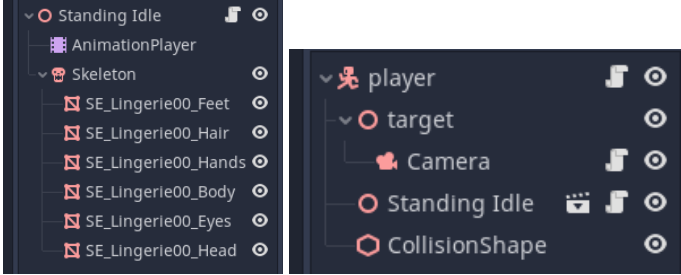 Standing Idle
AnimationPlayer
Skeleton
SE_Lingerie00_Feet
SE_Lingerie00_Hair
SE_Lingerie00_Hands
SE_Lingerie00_Body
SE_Lingerie00_Eyes
SE_Lingerie00_Head
player
target
Camera
Standing Idle
CollisionShape